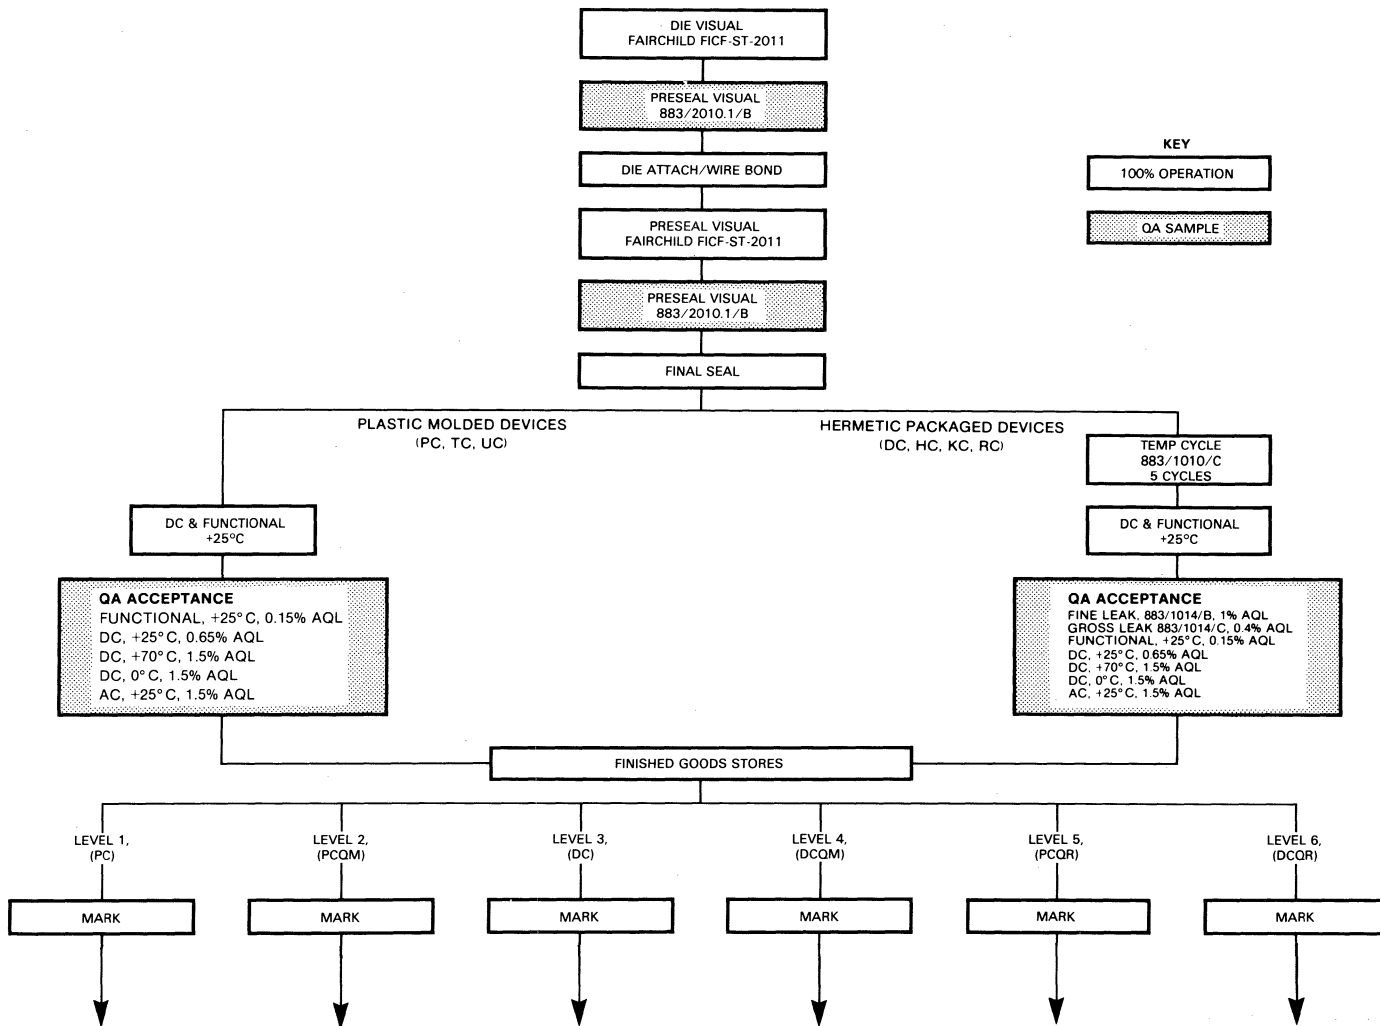 DIE VISUAL
FAIRCHILD FICF-ST-2011
PRESEAL VISUAL
883/2010.1/B
DIE ATTACH/WIRE BOND
PRESEAL VISUAL
FAIRCHILD FICF-ST-2011
PRESEAL VISUAL
883/2010.1/B
FINAL SEAL
KEY
100% OPERATION
QA SAMPLE
PLASTIC MOLDED DEVICES
(PC, TC, UC)
HERMETIC PACKAGED DEVICES
(DC, HC, KC, RC)
TEMP CYCLE
883/1010/C
5 CYCLES
DC & FUNCTIONAL
+25°C
DC & FUNCTIONAL
+25°C
QA ACCEPTANCE
FUNCTIONAL, +25°C, 0.15% AQL
DC, +25°C, 0.65% AQL
DC, +70°C, 1.5% AQL
DC, 0°C, 1.5% AQL
AC, +25°C, 1.5% AQL
QA ACCEPTANCE
FINE LEAK, 883/1014/B, 1% AQL
GROSS LEAK 883/1014/C, 0.4% AQL
FUNCTIONAL, +25°C, 0.15% AQL
DC, +25°C, 0.65% AQL
DC, +70°C, 1.5% AQL
DC, 0°C, 1.5% AQL
AC, +25°C, 1.5% AQL
FINISHED GOODS STORES
LEVEL 1,
(PC)
LEVEL 2,
(PCQM)
LEVEL 3,
(DC)
LEVEL 4,
(DCQM)
LEVEL 5,
(PCQR)
LEVEL 6,
(DCQR)
MARK
MARK
MARK
MARK
MARK
MARK